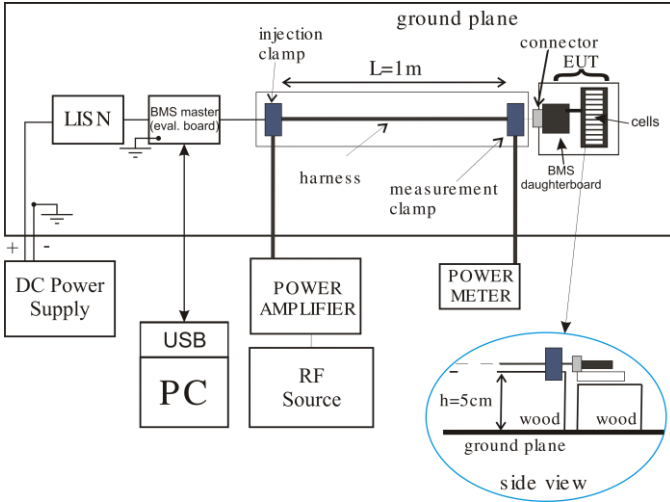 ground plane
injection
clamp
connector
EUT
L=1m
LISN
BMS master
(eval. board)
cells
harness
measurement
clamp
BMS
daughterboard
+
-
DC Power
Supply
POWER
AMPLIFIER
POWER
METER
USB
PC
RF
Source
h=5cm
wood
wood
ground plane
side view